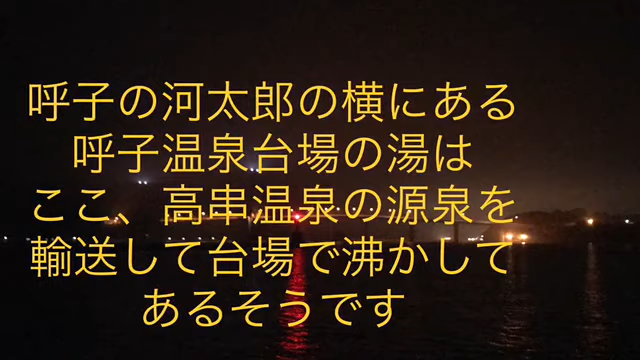 呼子の河太郎の横にある
呼子温泉台場の湯は
ここ、高串温泉の源泉を
輸送して台場で沸かして
あるそうです